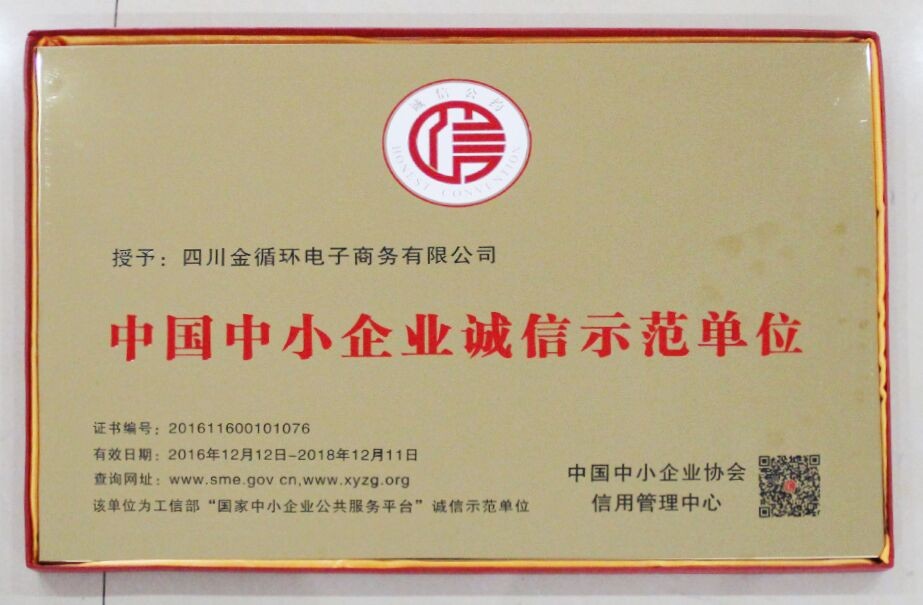 诚信公约
信
HONEST CONVENTION
授予：四川金循环电子商务有限公司
中国中小企业诚信示范单位
证书编号：201611600101076
有效日期：2016年12月12日-2018年12月11日
查询网址：www.sme.gov cn,www.xyzg.org
该单位为工信部“国家中小企业公共服务平台”诚信示范单位
中国中小企业协会
信用管理中心